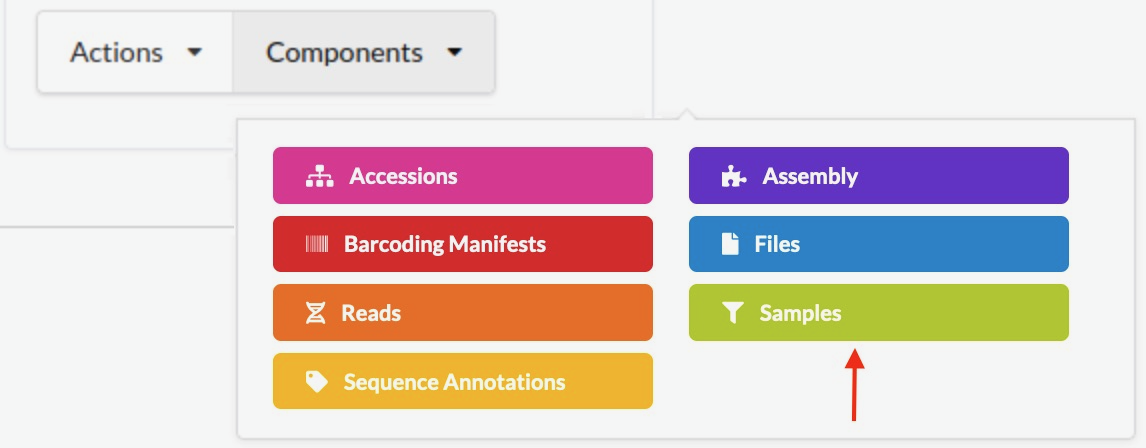 Actions
Components
Accessions
Assembly
Barcoding Manifests
Files
Reads
Samples
Sequence Annotations